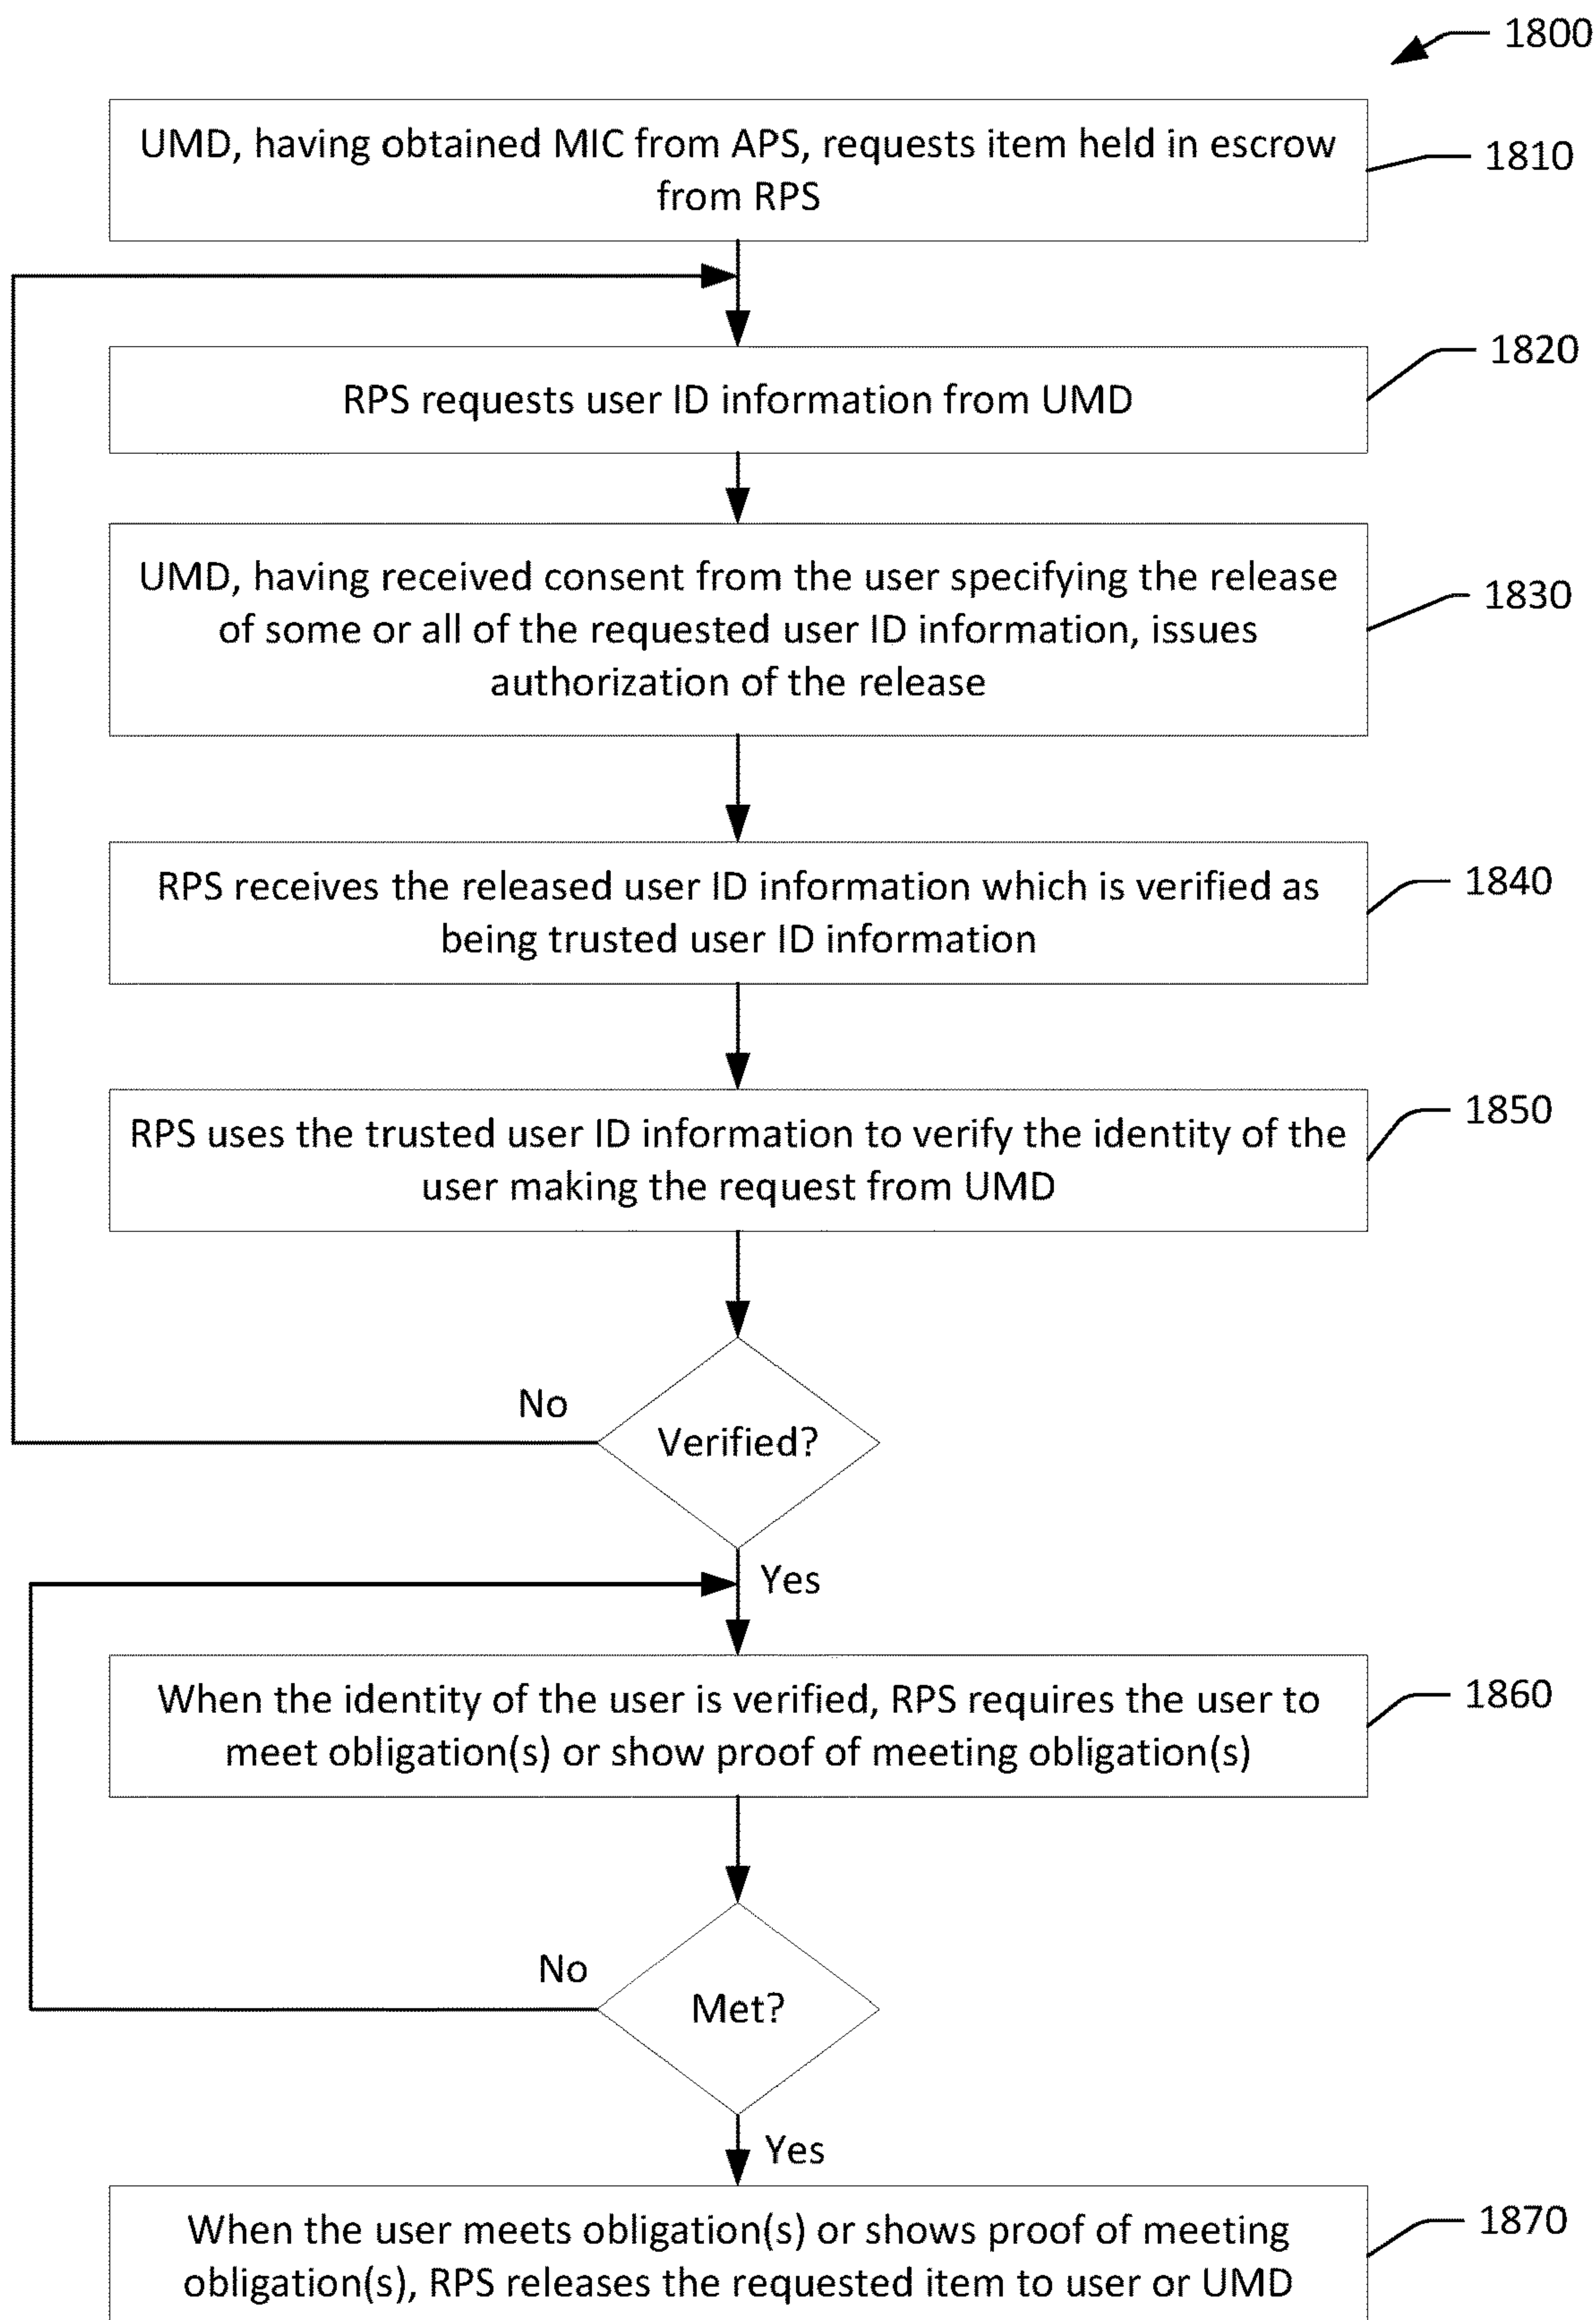 1800
UMD, having obtained MIC from APS, requests item held in escrow
from RPS
1810
RPS requests user ID information from UMD
1820
UMD, having received consent from the user specifying the release
of some or all of the requested user ID information, issues
authorization of the release
1830
RPS receives the released user ID information which is verified as
being trusted user ID information
1840
RPS uses the trusted user ID information to verify the identity of the
user making the request from UMD
1850
No
Verified?
Yes
When the identity of the user is verified, RPS requires the user to
meet obligation(s) or show proof of meeting obligation(s)
1860
No
Met?
Yes
When the user meets obligation(s) or shows proof of meeting
obligation(s), RPS releases the requested item to user or UMD
1870